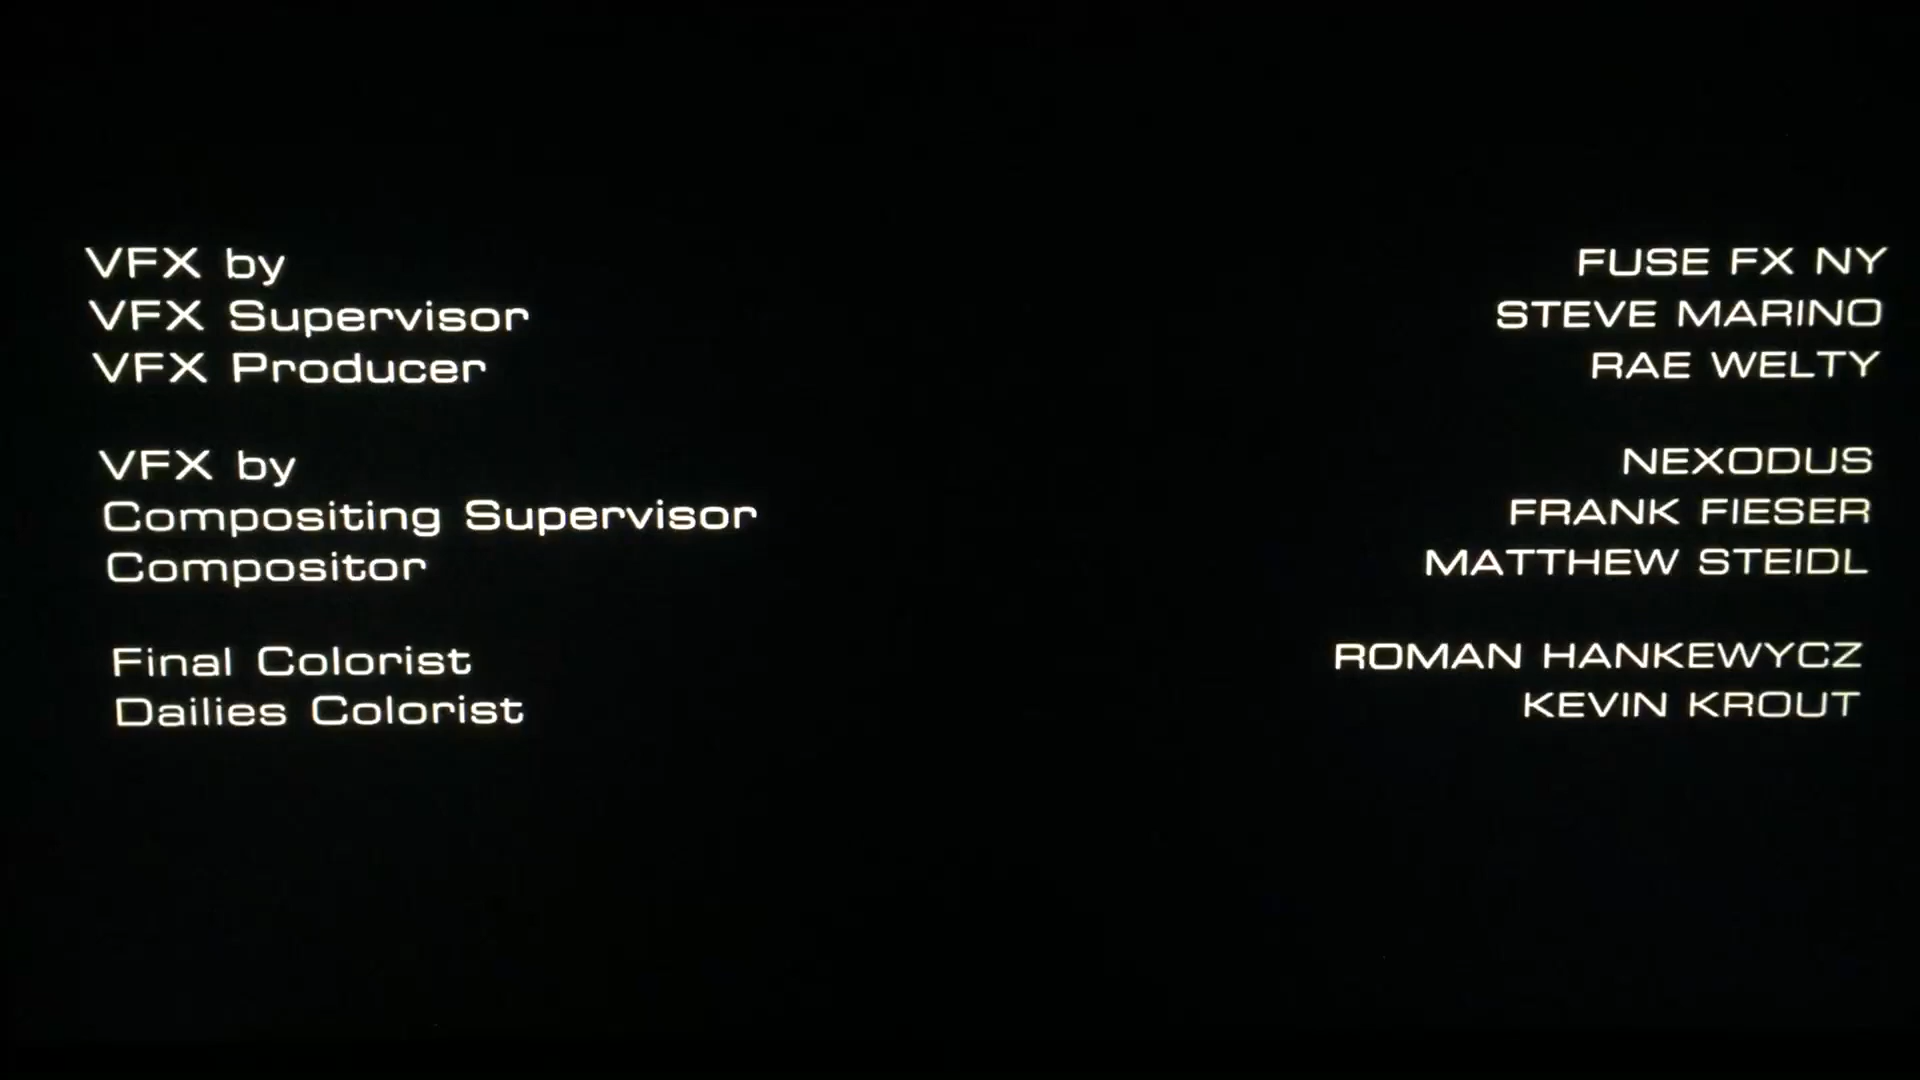 VFX by FUSE FX NY
VFX Supervisor STEVE MARINO
VFX Producer RAE WELTY
VFX by NEXODUS
Compositing Supervisor FRANK FIESER
Compositor MATTHEW STEIDL
Final Colorist ROMAN HANKEWYCZ
Dailies Colorist KEVIN KROUT